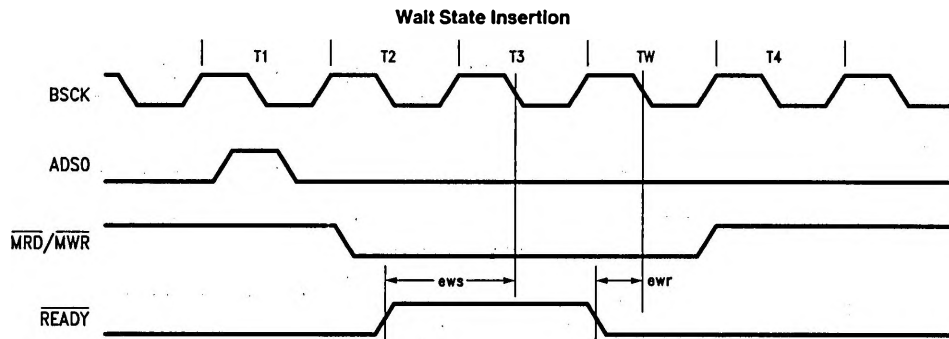 Wait State Insertion
T1 T2 T3 TW T4
BSCK
ADS0
MRD/MWR
ews ewr
READY